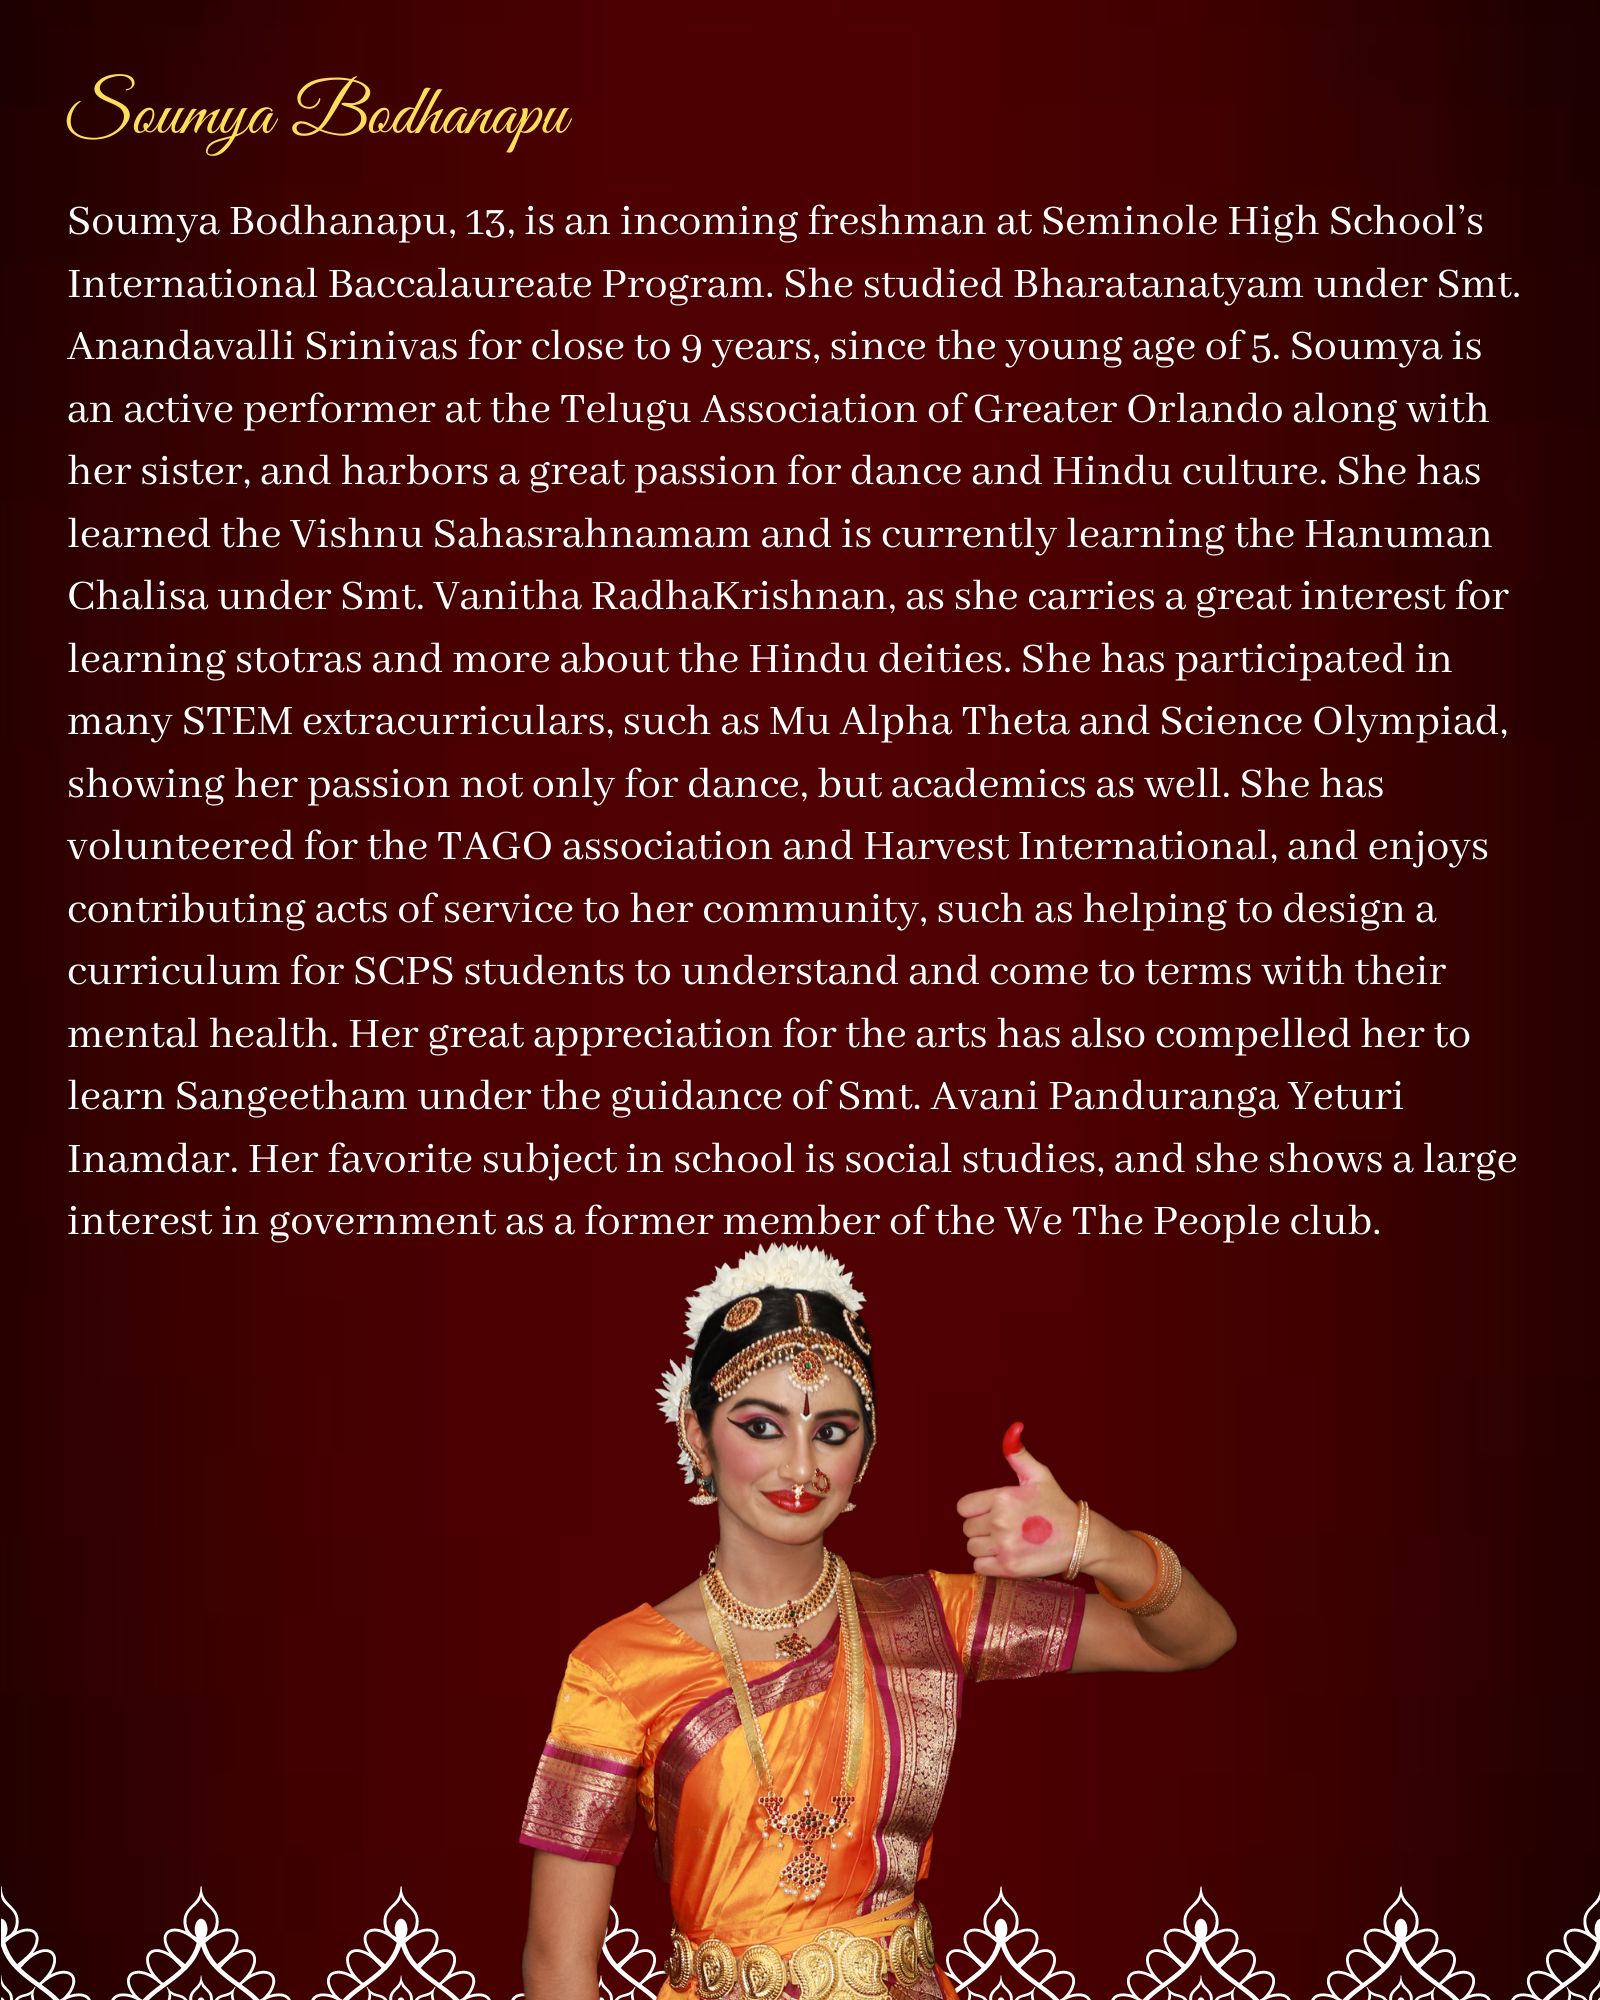 Soumya Bodhanapu
Soumya Bodhanapu, 13, is an incoming freshman at Seminole High School’s
International Baccalaureate Program. She studied Bharatanatyam under Smt.
Anandavalli Srinivas for close to 9 years, since the young age of 5. Soumya is
an active performer at the Telugu Association of Greater Orlando along with
her sister, and harbors a great passion for dance and Hindu culture. She has
learned the Vishnu Sahasrahnamam and is currently learning the Hanuman
Chalisa under Smt. Vanitha RadhaKrishnan, as she carries a great interest for
learning stotras and more about the Hindu deities. She has participated in
many STEM extracurriculars, such as Mu Alpha Theta and Science Olympiad,
showing her passion not only for dance, but academics as well. She has
volunteered for the TAGO association and Harvest International, and enjoys
contributing acts of service to her community, such as helping to design a
curriculum for SCPS students to understand and come to terms with their
mental health. Her great appreciation for the arts has also compelled her to
learn Sangeetham under the guidance of Smt. Avani Panduranga Yeturi
Inamdar. Her favorite subject in school is social studies, and she shows a large
interest in government as a former member of the We The People club.